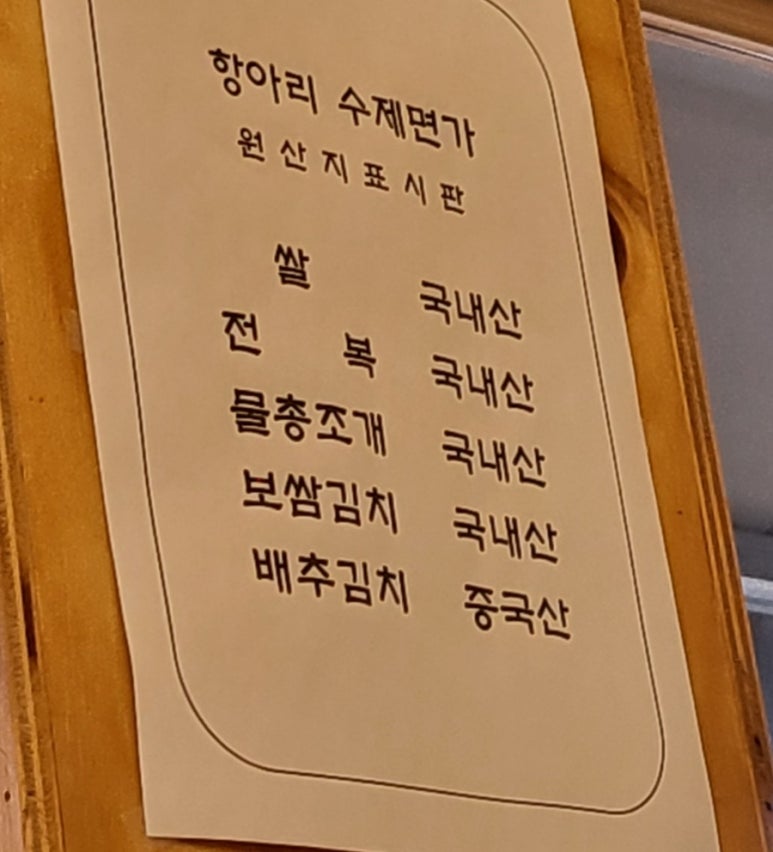 항아리 수제면가
원산지표시판
쌀 국내산
전 복 국내산
물총조개 국내산
보쌈김치 국내산
배추김치 중국산